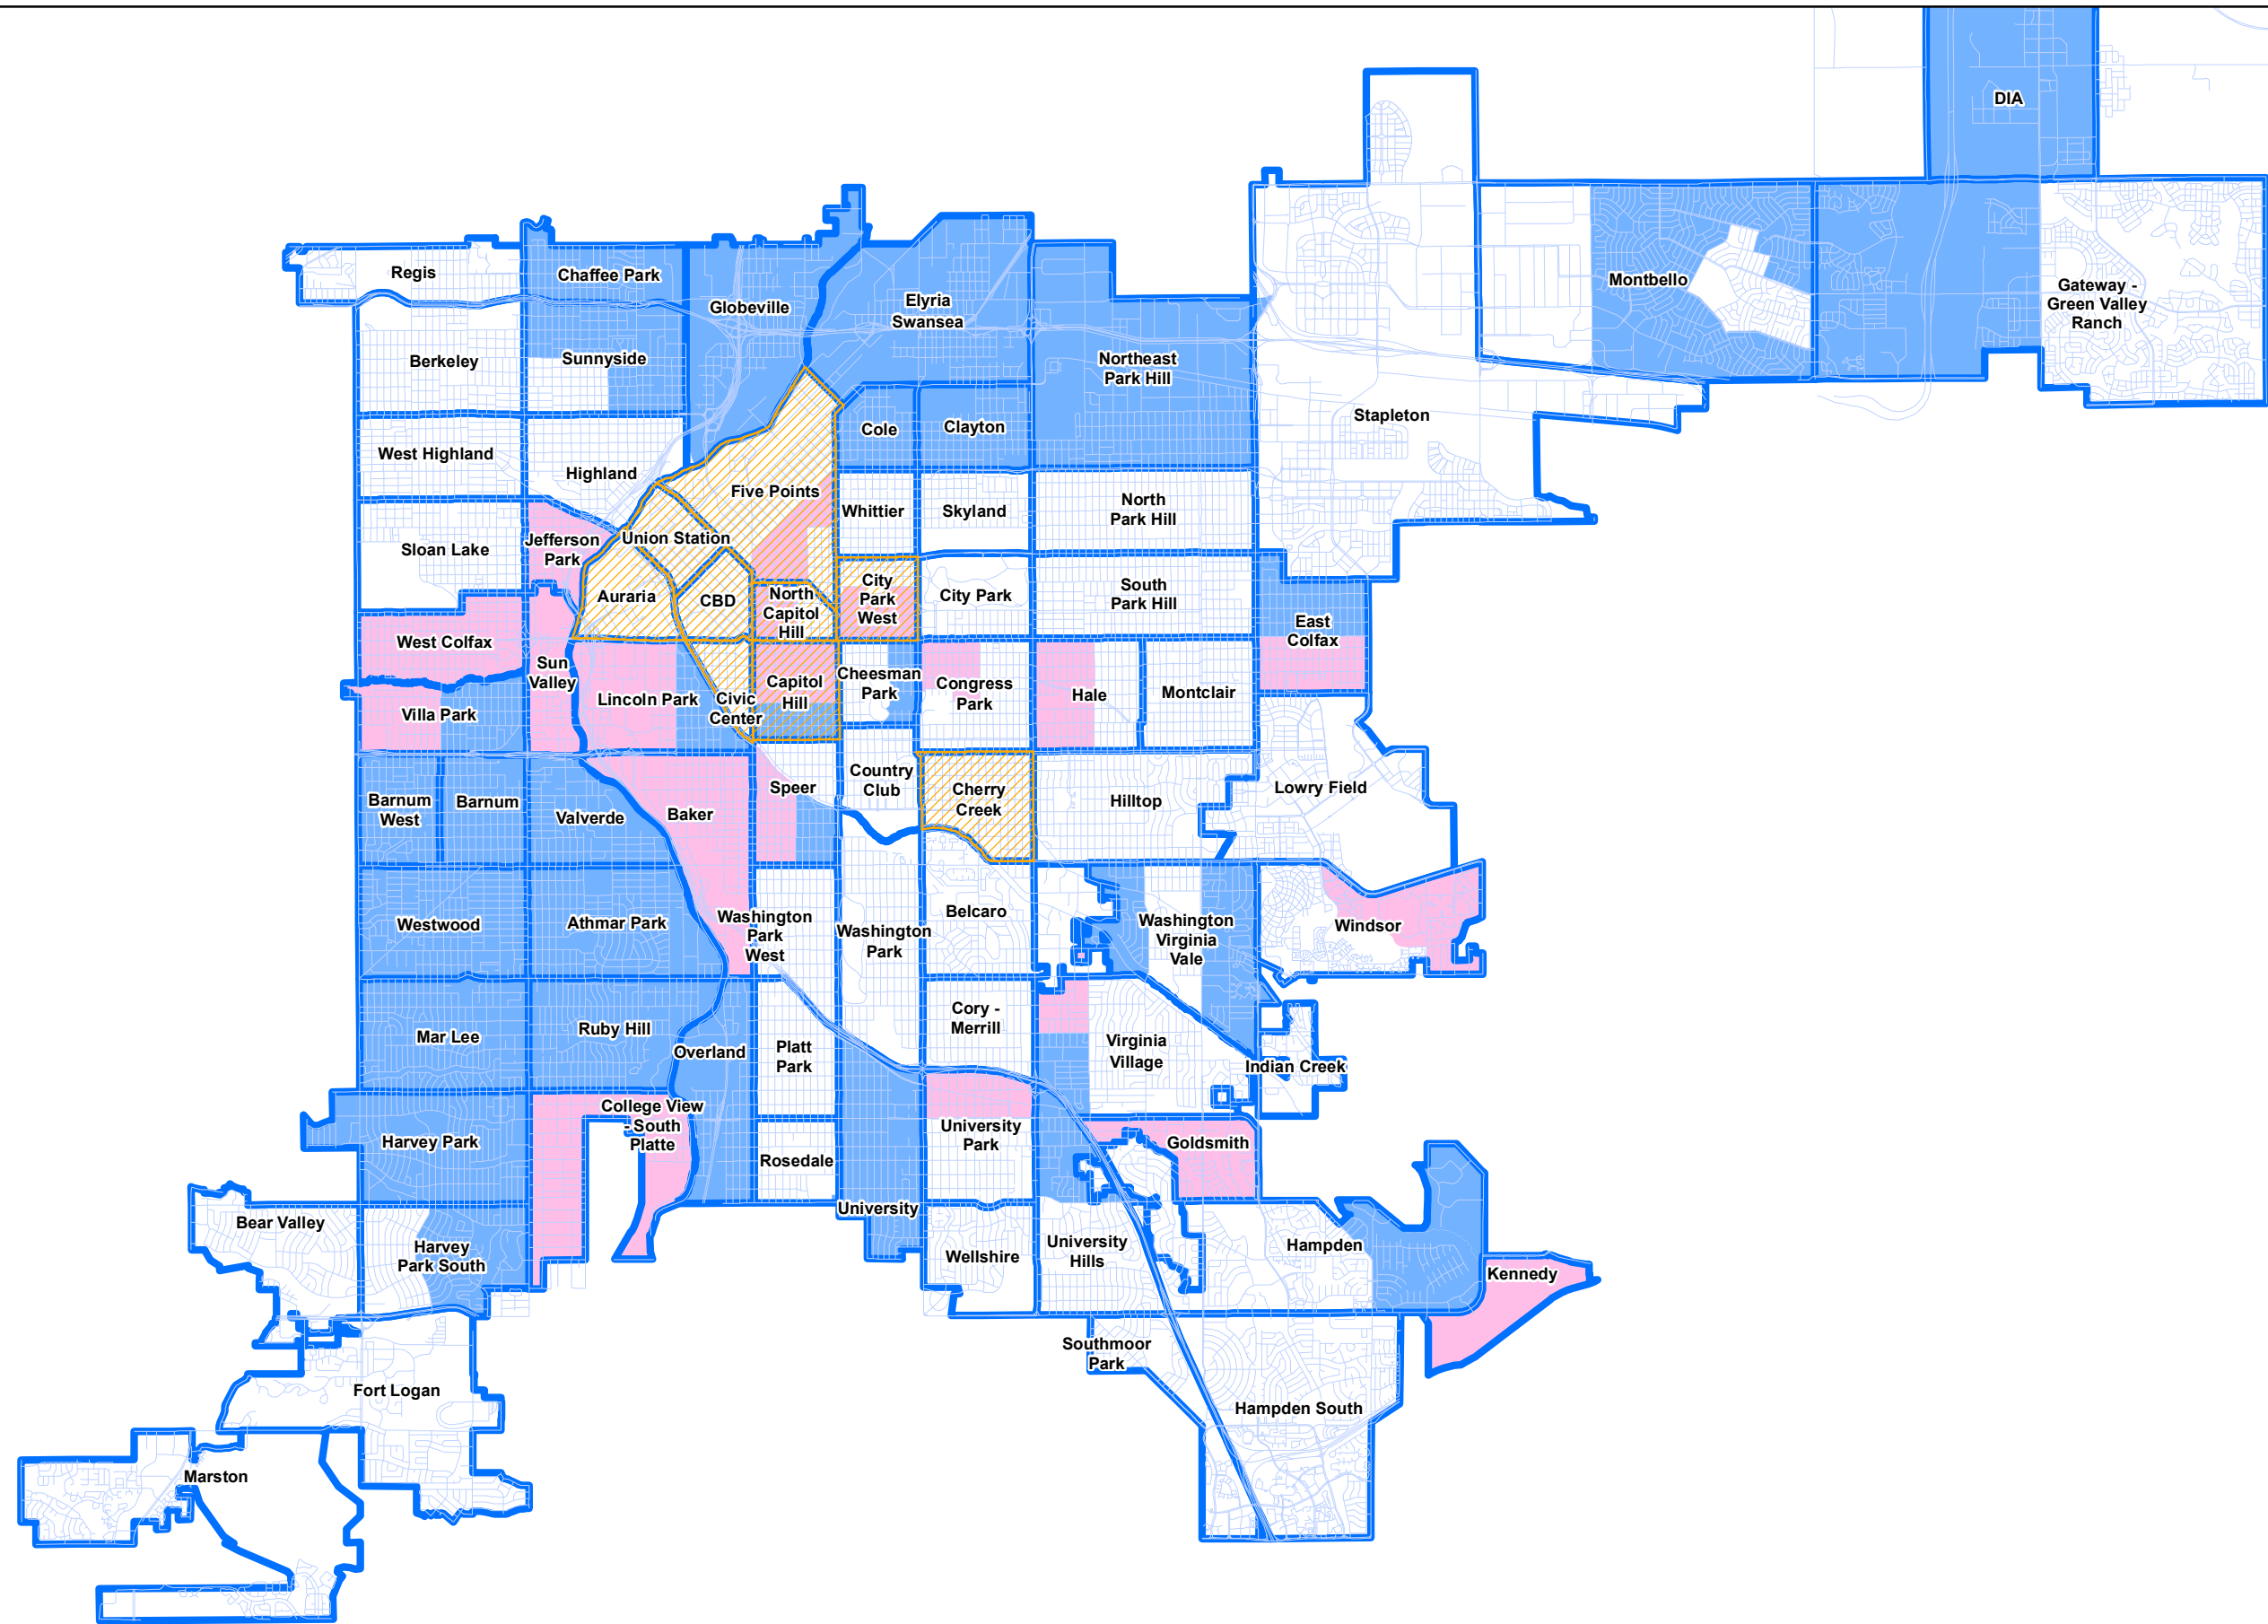 DIA
Regis
Chaffee Park
Globeville
Elyria
Swansea
Montbello
Gateway -
Green Valley
Ranch
Berkeley
Sunnyside
Northeast
Park Hill
Stapleton
West Highland
Highland
Cole
Clayton
Five Points
Whittier
Skyland
North
Park Hill
Sloan Lake
Jefferson
Park
Union Station
Auraria
CBD
North
Capitol
Hill
City
Park
West
City Park
South
Park Hill
East
Colfax
West Colfax
Sun
Valley
Lincoln Park
Civic
Center
Capitol
Hill
Cheesman
Park
Congress
Park
Hale
Montclair
Villa Park
Barnum
West
Barnum
Valverde
Baker
Speer
Country
Club
Cherry
Creek
Hilltop
Lowry Field
Westwood
Athmar Park
Washington
Park
West
Washington
Park
Belcaro
Washington
Virginia
Vale
Windsor
Mar Lee
Ruby Hill
Overland
Platt
Park
Cory -
Merrill
Virginia
Village
Indian Creek
Harvey Park
College View
- South
Platte
Rosedale
University
Park
Goldsmith
Bear Valley
Harvey
Park South
University
Wellshire
University
Hills
Hampden
Kennedy
Southmoor
Park
Fort Logan
Hampden South
Marston